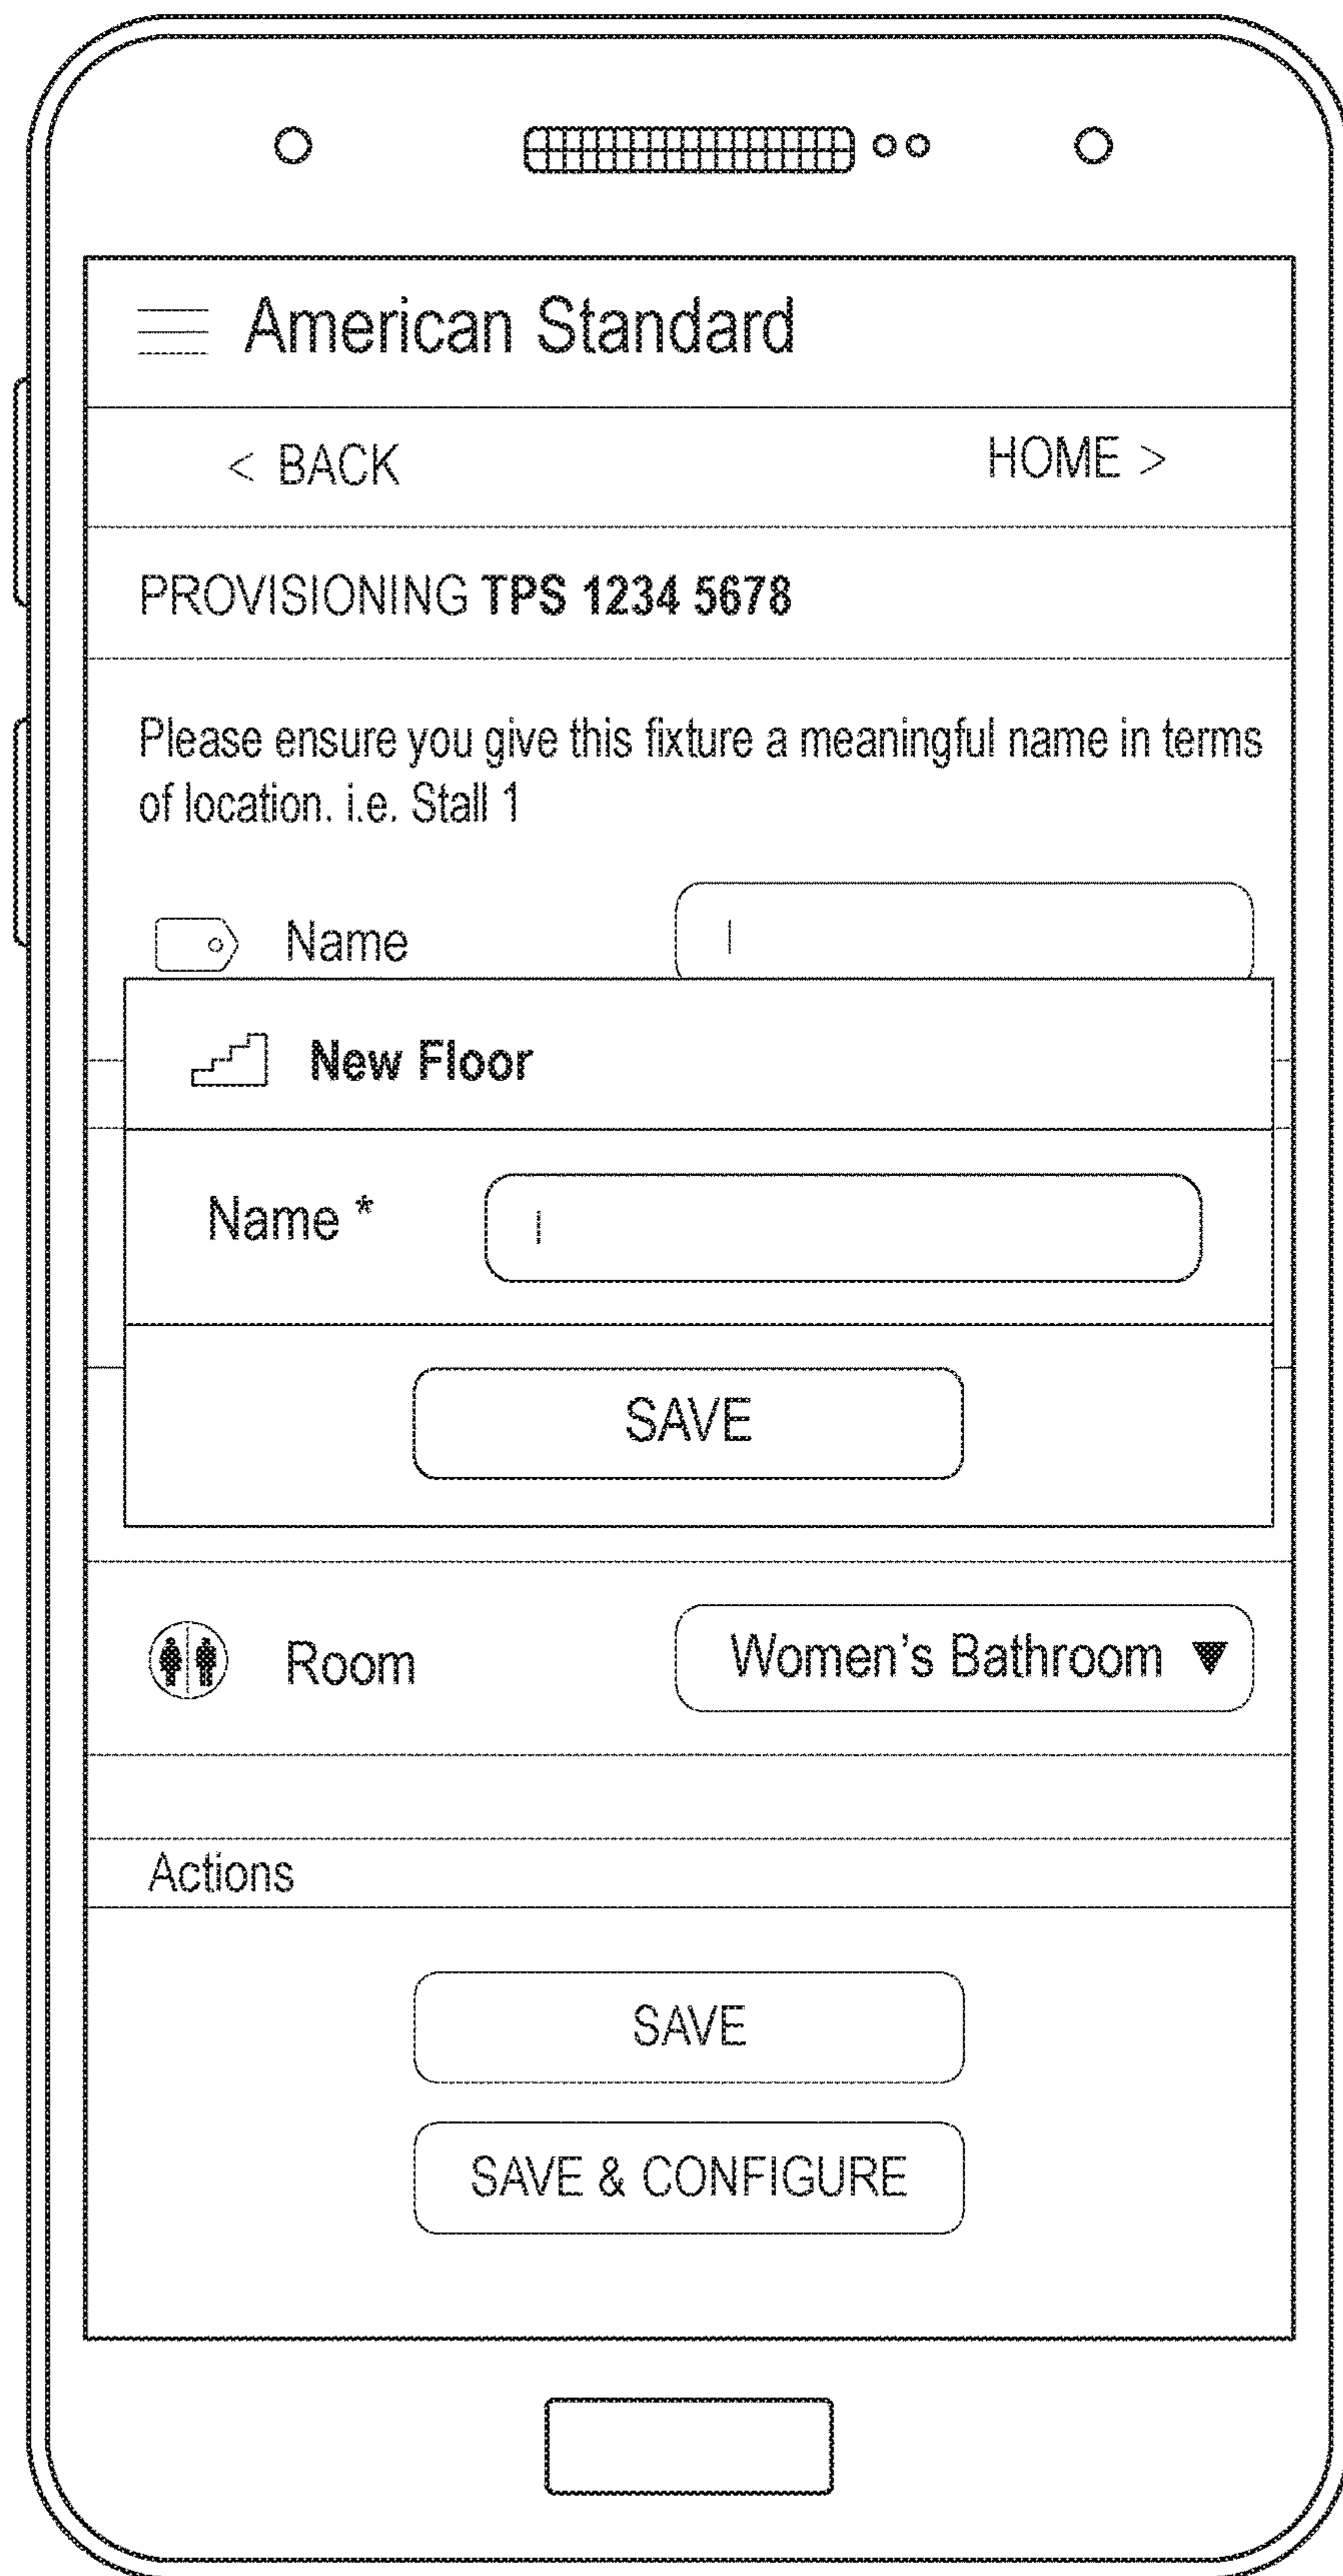 American Standard
< BACK HOME >
PROVISIONING TPS 1234 5678
Please ensure you give this fixture a meaningful name in terms
of location. i.e. Stall 1
Name
New Floor
Name *
SAVE
Room Women's Bathroom
Actions
SAVE
SAVE & CONFIGURE